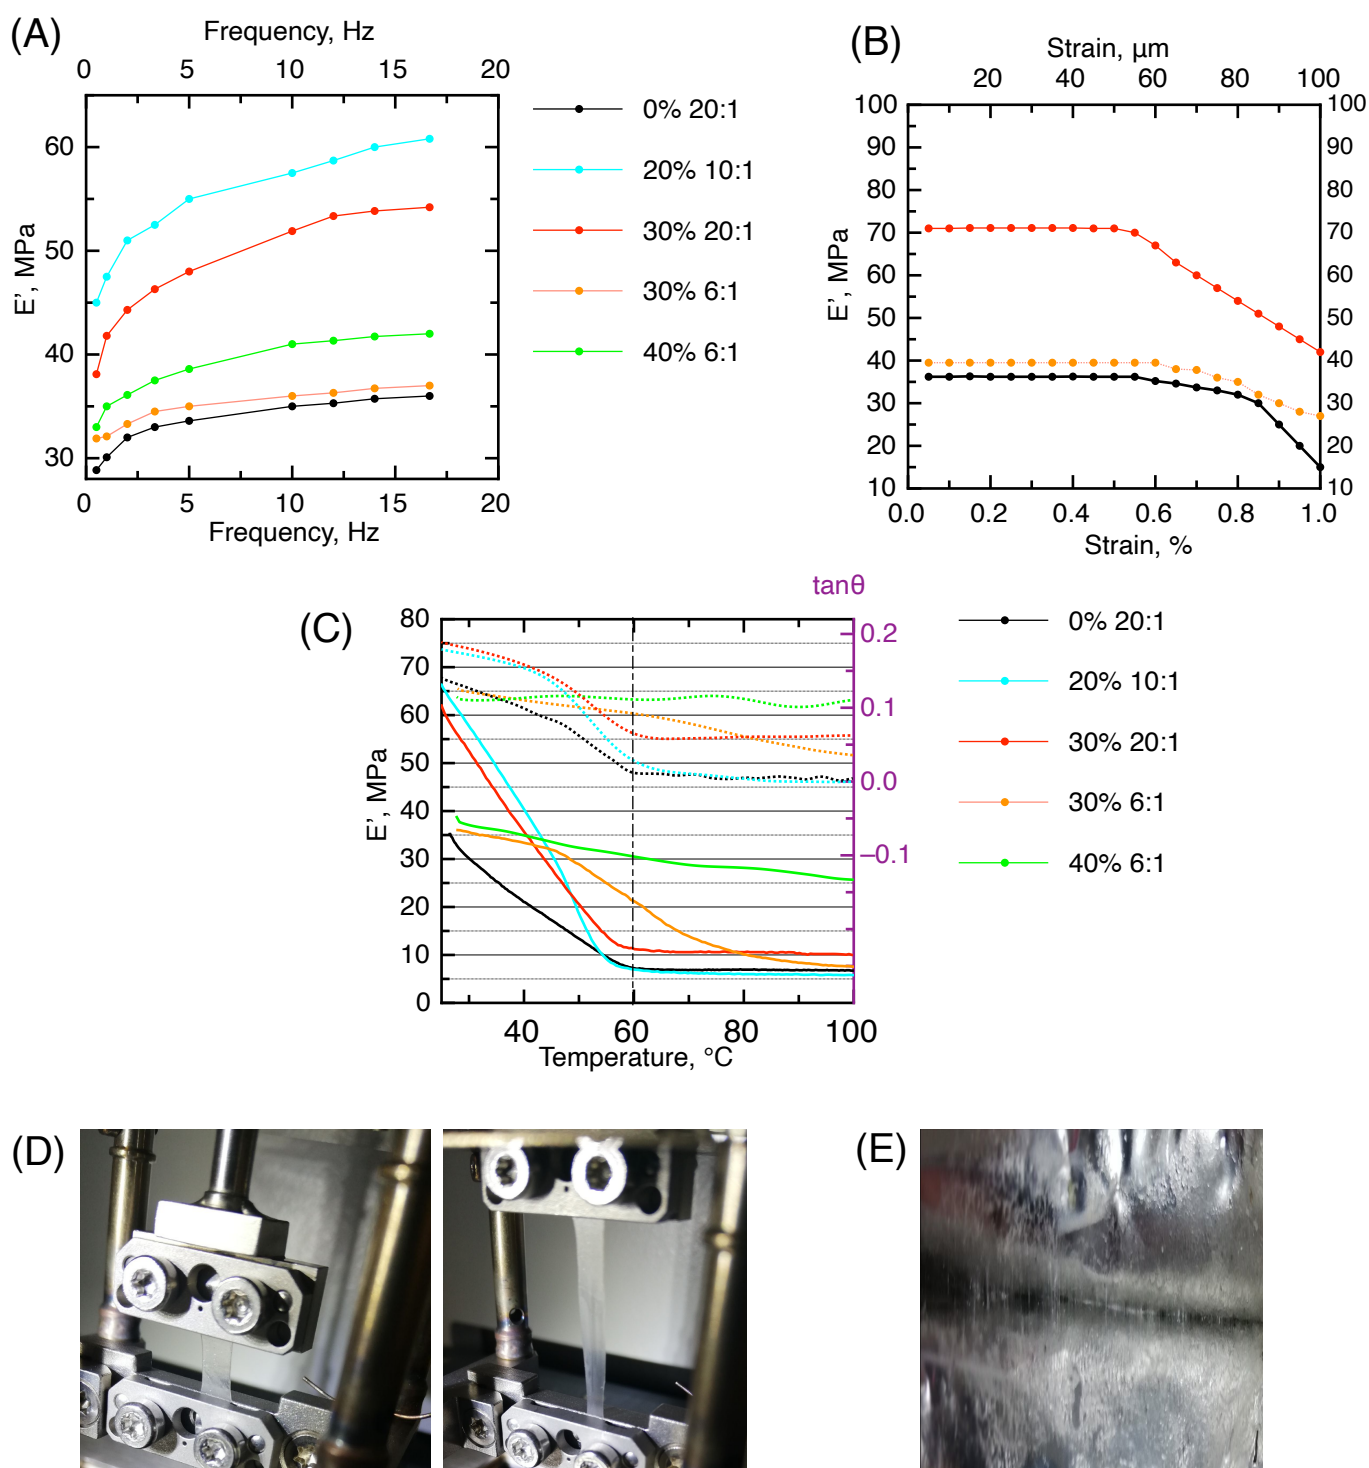 (A)
Frequency, Hz
0 5 10 15 20
60
50
40
30
E', MPa
0 5 10 15 20
Frequency, Hz
0% 20:1
20% 10:1
30% 20:1
30% 6:1
40% 6:1
(B)
Strain, μm
20 40 60 80 100
100 100
90 90
80 80
70 70
60 60
50 50
40 40
30 30
20 20
10 10
E', MPa
0.0 0.2 0.4 0.6 0.8 1.0
Strain, %
(C)
tanθ
80
70
60
50
40
30
20
10
0
E', MPa
0.2
0.1
0.0
−0.1
40 60 80 100
Temperature, °C
0% 20:1
20% 10:1
30% 20:1
30% 6:1
40% 6:1
(D)
(E)